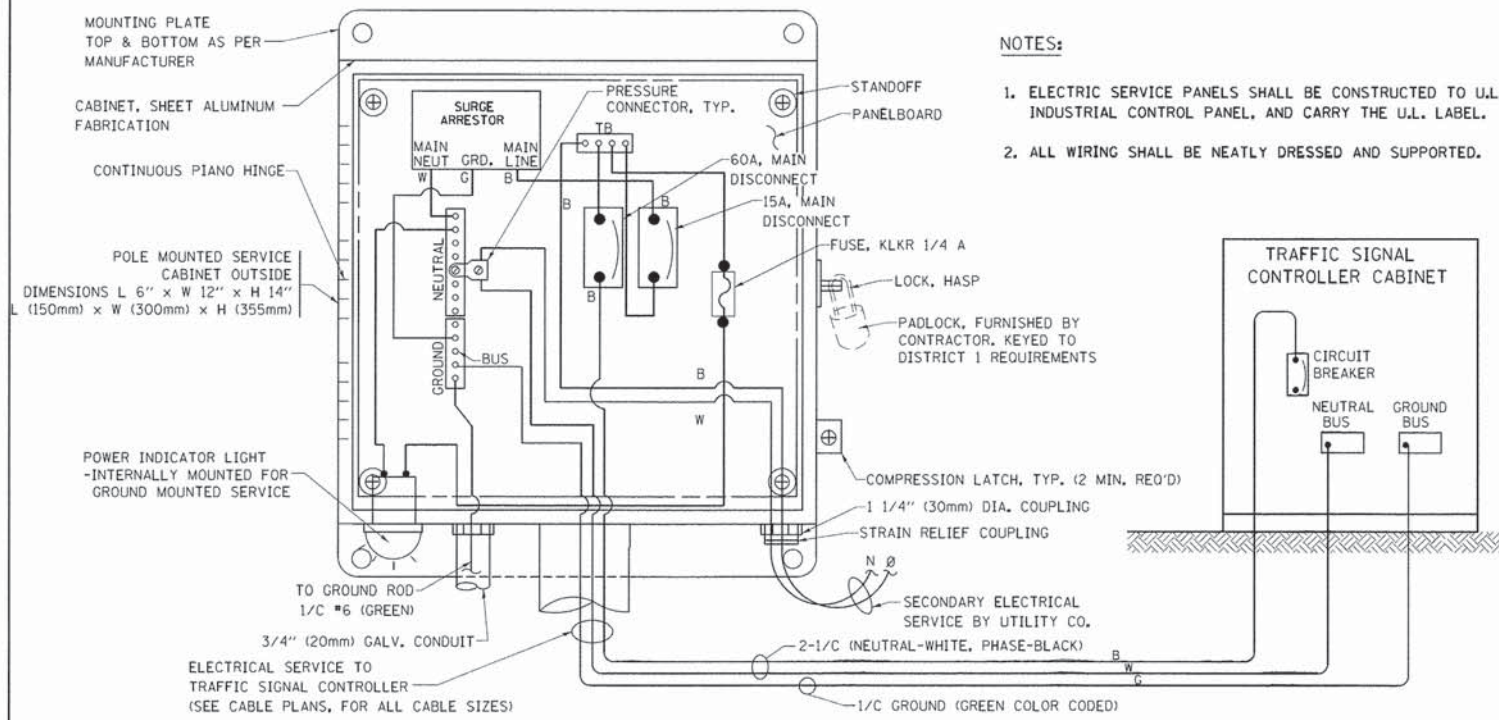 MOUNTING PLATE
TOP & BOTTOM AS PER
MANUFACTURER
CABINET, SHEET ALUMINUM
FABRICATION
CONTINUOUS PIANO HINGE
POLE MOUNTED SERVICE
CABINET OUTSIDE
DIMENSIONS L 6" x W 12" x H 14"
L (150mm) x W (300mm) x H (355mm)
POWER INDICATOR LIGHT
-INTERNALLY MOUNTED FOR
GROUND MOUNTED SERVICE
SURGE
ARRESTOR
MAIN
NEUT
GRD.
MAIN
LINE
W
G
B
PRESSURE
CONNECTOR, TYP.
TB
STANDOFF
PANELBOARD
60A, MAIN
DISCONNECT
B
B
15A, MAIN
DISCONNECT
FUSE, KLKR 1/4 A
NEUTRAL
B
LOCK, HASP
PADLOCK, FURNISHED BY
CONTRACTOR. KEYED TO
DISTRICT 1 REQUIREMENTS
GROUND
BUS
B
W
COMPRESSION LATCH, TYP. (2 MIN. REQ'D)
1 1/4" (30mm) DIA. COUPLING
STRAIN RELIEF COUPLING
N Ø
SECONDARY ELECTRICAL
SERVICE BY UTILITY CO.
TO GROUND ROD
1/C #6 (GREEN)
3/4" (20mm) GALV. CONDUIT
ELECTRICAL SERVICE TO
TRAFFIC SIGNAL CONTROLLER
(SEE CABLE PLANS, FOR ALL CABLE SIZES)
2-1/C (NEUTRAL-WHITE, PHASE-BLACK)
B
W
G
1/C GROUND (GREEN COLOR CODED)
NOTES:
1. ELECTRIC SERVICE PANELS SHALL BE CONSTRUCTED TO U.L
INDUSTRIAL CONTROL PANEL, AND CARRY THE U.L. LABEL.
2. ALL WIRING SHALL BE NEATLY DRESSED AND SUPPORTED.
TRAFFIC SIGNAL
CONTROLLER CABINET
CIRCUIT
BREAKER
NEUTRAL
BUS
GROUND
BUS